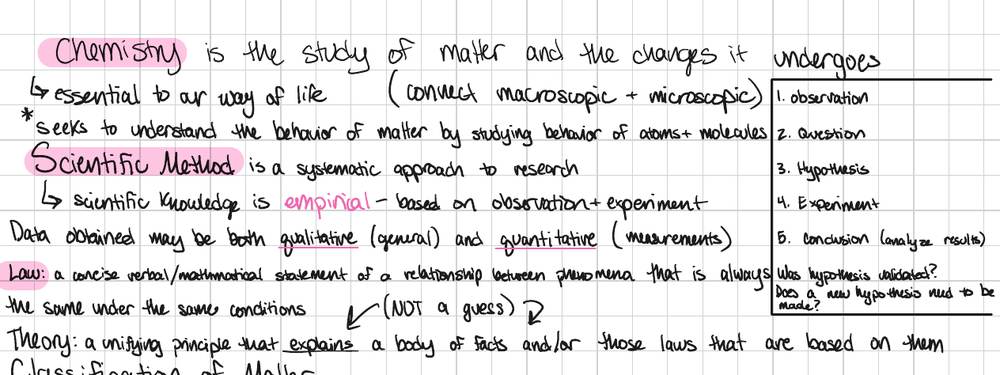 Chemistry is the study of matter and the changes it undergoes
↳ essential to our way of life (connect macroscopic + microscopic)
* seeks to understand the behavior of matter by studying behavior of atoms + molecules
Scientific Method is a systematic approach to research
↳ scientific knowledge is empirical - based on observation + experiment
Data obtained may be both qualitative (general) and quantitative (measurements)
Law: a concise verbal/mathmatical statement of a relationship between phenomena that is always
the same under the same conditions (NOT a guess)
Theory: a unifying principle that explains a body of facts and/or those laws that are based on them
Classification of Matter
1. observation
2. Question
3. Hypothesis
4. Experiment
5. Conclusion (analyze results)
Was hypothesis validated?
Does a new hypothesis need to be
made?